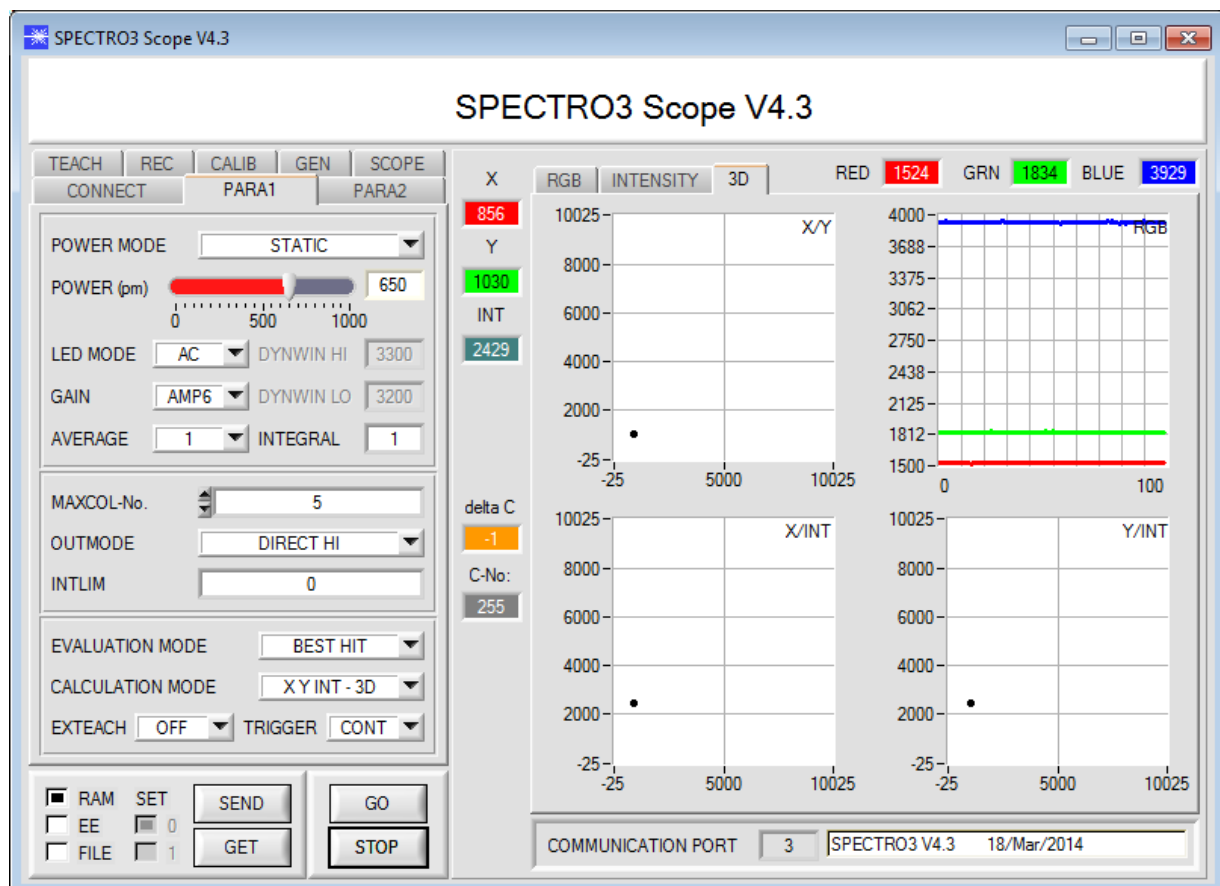 SPECTRO3 Scope V4.3
SPECTRO3 Scope V4.3
TEACH REC CALIB GEN SCOPE
CONNECT PARA1 PARA2
POWER MODE STATIC
POWER (pm) 650
0 500 1000
LED MODE AC DYNWIN HI 3300
GAIN AMP6 DYNWIN LO 3200
AVERAGE 1 INTEGRAL 1
MAXCOL-No. 5
OUTMODE DIRECT HI
INTLIM 0
EVALUATION MODE BEST HIT
CALCULATION MODE X Y INT - 3D
EXTEACH OFF TRIGGER CONT
RAM SET SEND GO
EE 0
FILE 1 GET STOP
X
856
Y
1030
INT
2429
delta C
-1
C-No:
255
RGB INTENSITY 3D RED 1524 GRN 1834 BLUE 3929
X/Y
10025
8000
6000
4000
2000
-25
-25 5000 10025
RGB
4000
3688
3375
3062
2750
2438
2125
1812
1500
0 100
X/INT
10025
8000
6000
4000
2000
-25
-25 5000 10025
Y/INT
10025
8000
6000
4000
2000
-25
-25 5000 10025
COMMUNICATION PORT 3 SPECTRO3 V4.3 18/Mar/2014